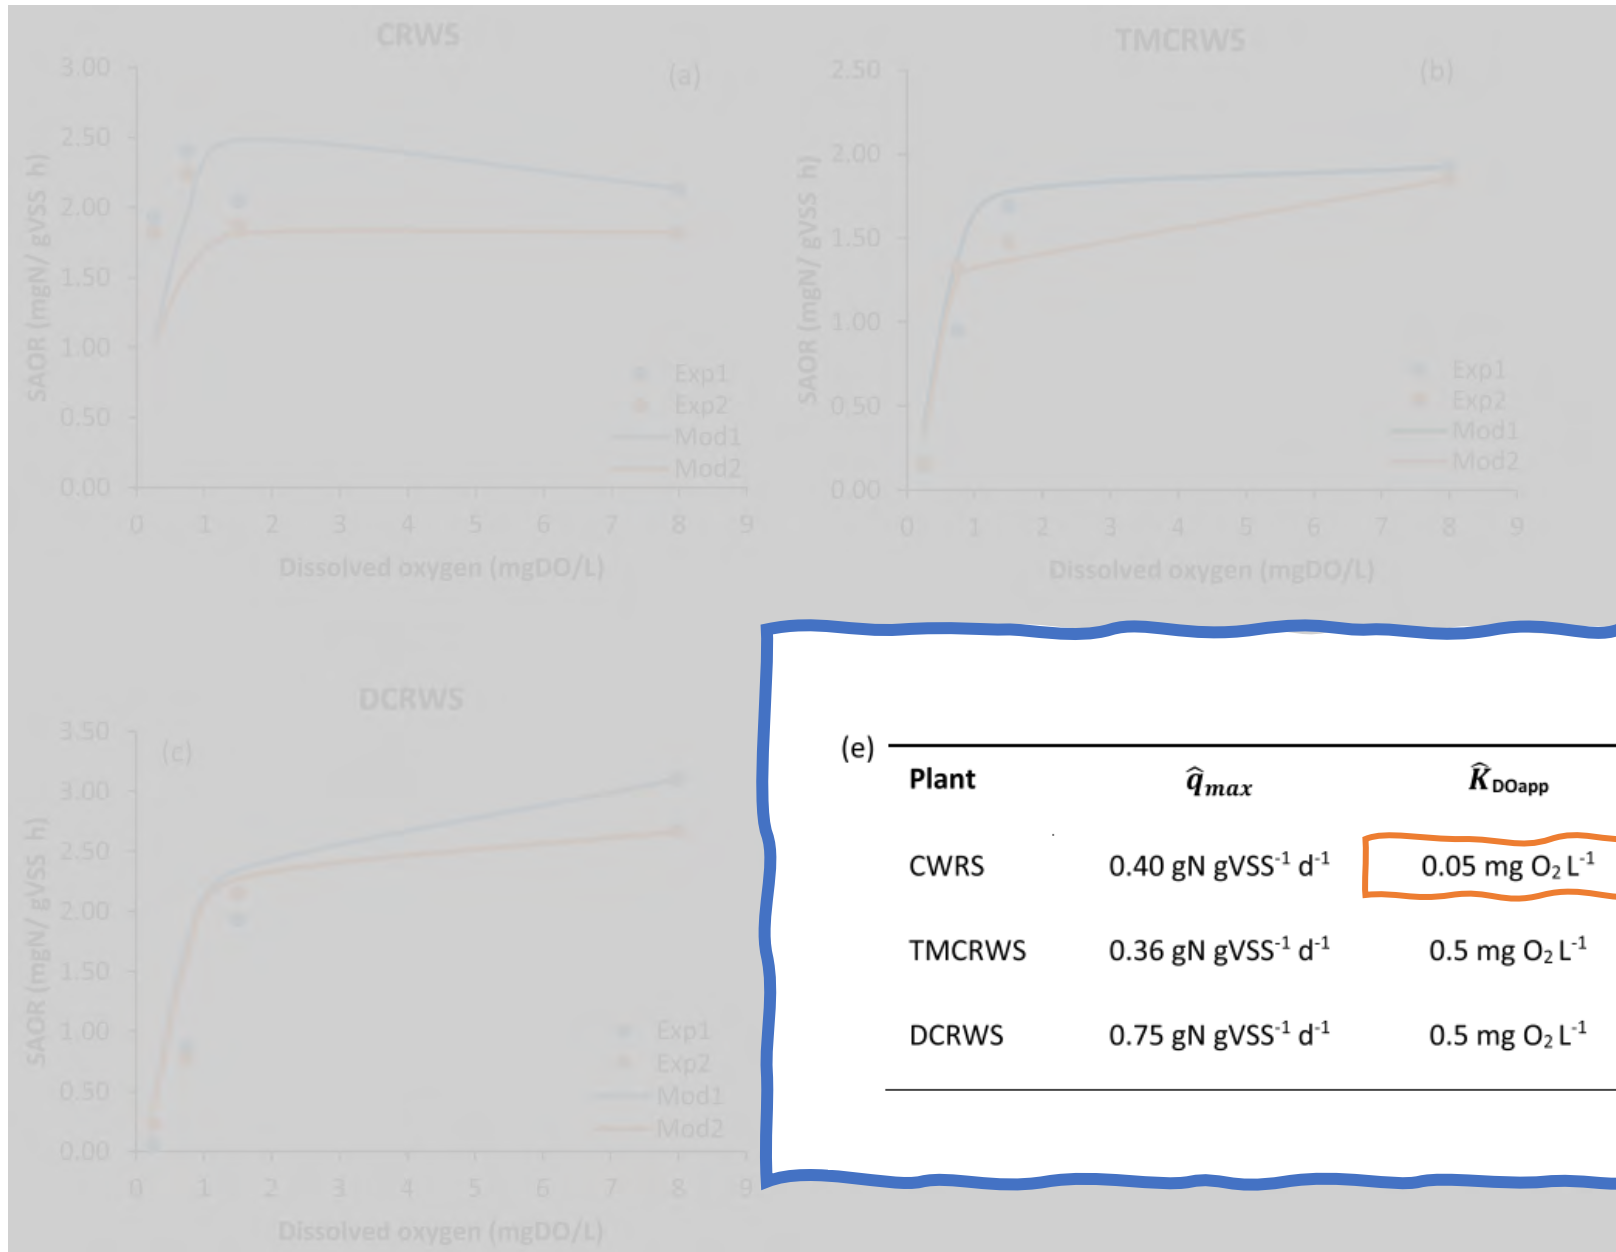 CRWS
(a)
3.00
2.50
2.00
1.50
1.00
0.50
0.00
SAOR (mgN/ gVSS h)
0 1 2 3 4 5 6 7 8 9
Dissolved oxygen (mgDO/L)
Exp1
Exp2
Mod1
Mod2
TMCRWS
(b)
2.50
2.00
1.50
1.00
0.50
0.00
SAOR (mgN/ gVSS h)
0 1 2 3 4 5 6 7 8 9
Dissolved oxygen (mgDO/L)
Exp1
Exp2
Mod1
Mod2
DCRWS
(c)
3.50
3.00
2.50
2.00
1.50
1.00
0.50
0.00
SAOR (mgN/ gVSS h)
0 1 2 3 4 5 6 7 8 9
Dissolved oxygen (mgDO/L)
Exp1
Exp2
Mod1
Mod2
(e)
Plant q̂max K̂DOapp
CWRS 0.40 gN gVSS⁻¹ d⁻¹ 0.05 mg O₂ L⁻¹
TMCRWS 0.36 gN gVSS⁻¹ d⁻¹ 0.5 mg O₂ L⁻¹
DCRWS 0.75 gN gVSS⁻¹ d⁻¹ 0.5 mg O₂ L⁻¹